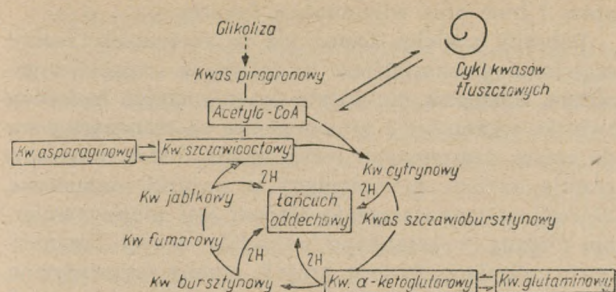 Glikoliza
Kwas pirogronowy
Cykl kwasów
tłuszczowych
Acetylo-CoA
Kw asparaginowy
Kw szczawiooctowy
Kw cytrynowy
2H
2H
Kw jabłkowy
Łańcuch
oddechowy
Kwas szczawiobursztynowy
Kw fumarowy
2H
2H
Kw bursztynowy
Kw. α-ketoglutarowy
Kw. glutaminowy